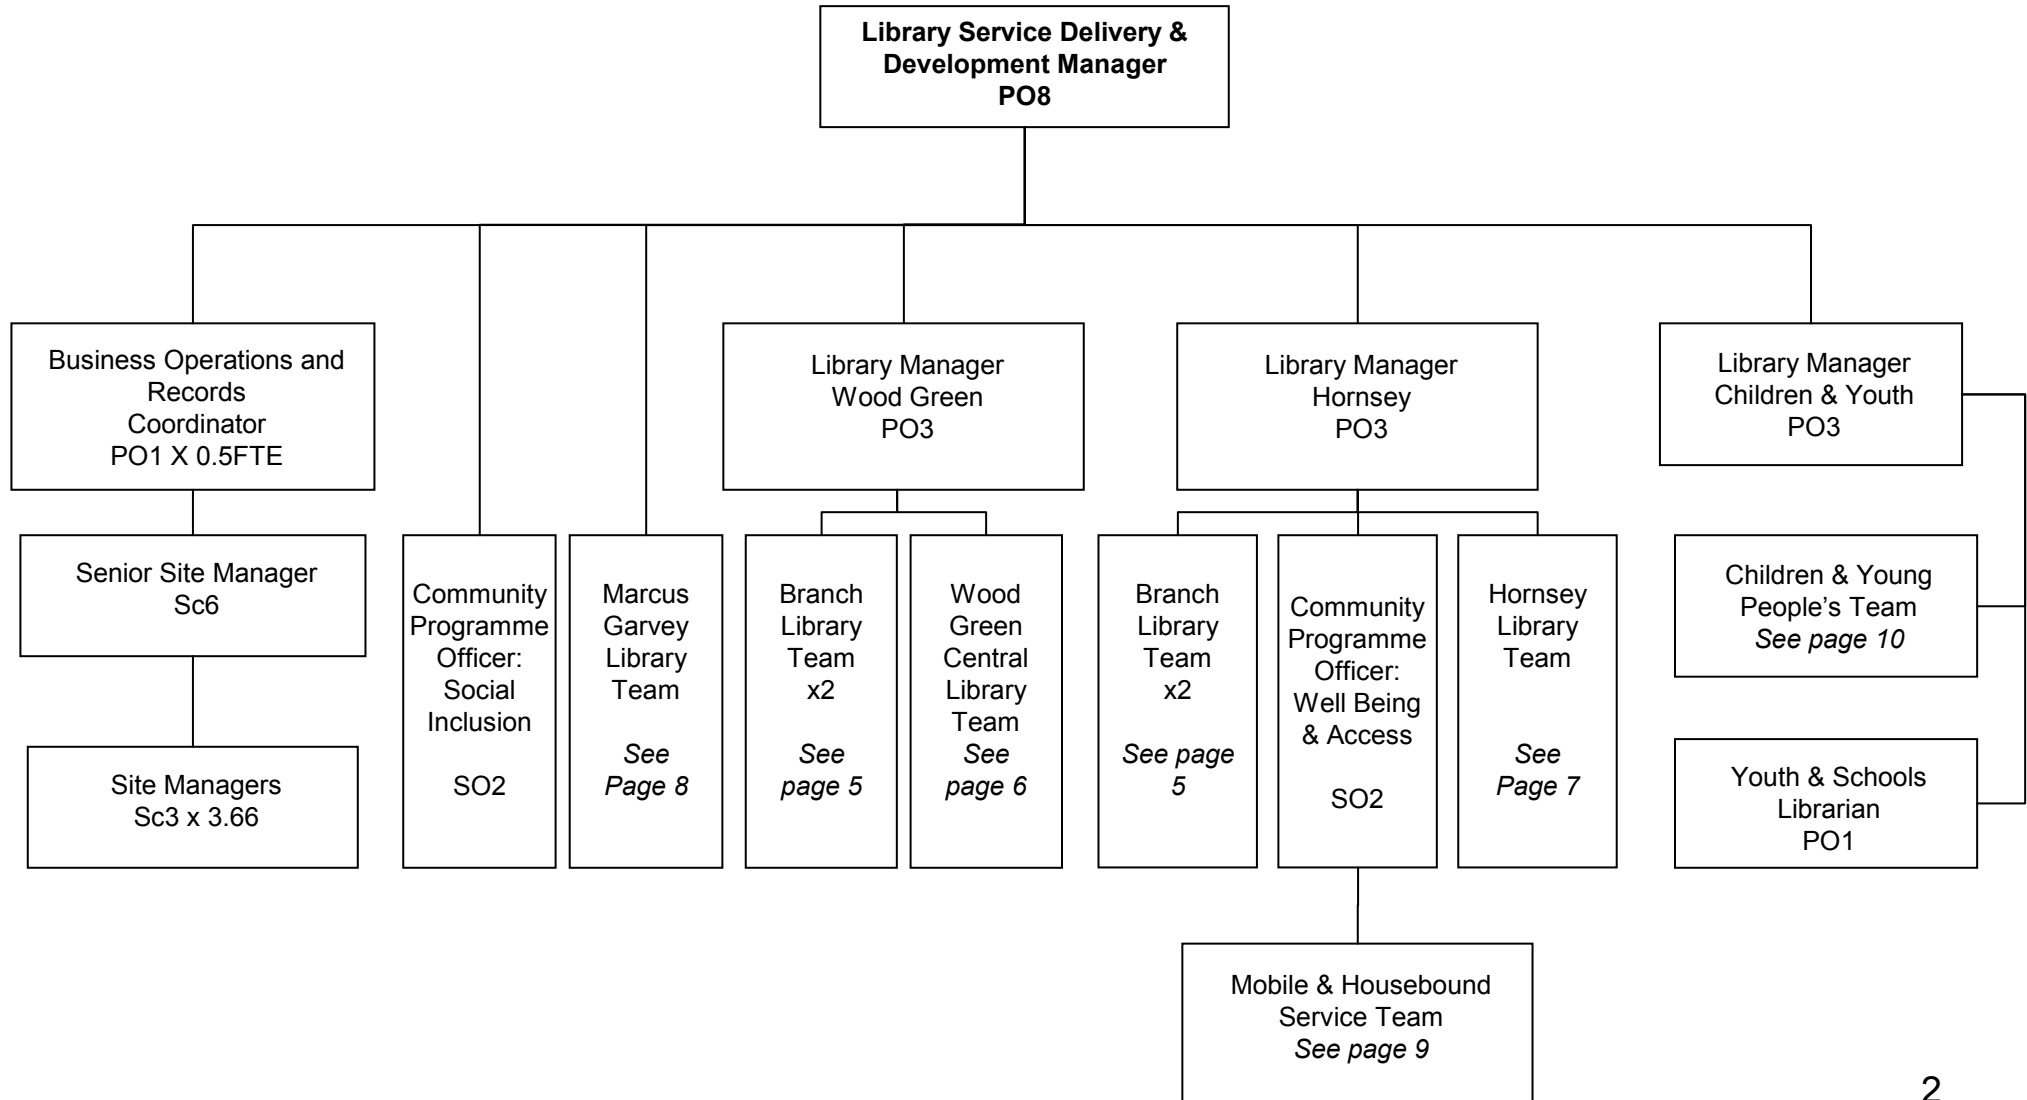 Library Service Delivery &
Development Manager
PO8
Business Operations and
Records
Coordinator
PO1 X 0.5FTE
Library Manager
Wood Green
PO3
Library Manager
Hornsey
PO3
Library Manager
Children & Youth
PO3
Senior Site Manager
Sc6
Site Managers
Sc3 x 3.66
Community
Programme
Officer:
Social
Inclusion
SO2
Marcus
Garvey
Library
Team
See
Page 8
Branch
Library
Team
x2
See
page 5
Wood
Green
Central
Library
Team
See
page 6
Branch
Library
Team
x2
See page
5
Community
Programme
Officer:
Well Being
& Access
SO2
Hornsey
Library
Team
See
Page 7
Children & Young
People’s Team
See page 10
Youth & Schools
Librarian
PO1
Mobile & Housebound
Service Team
See page 9
2